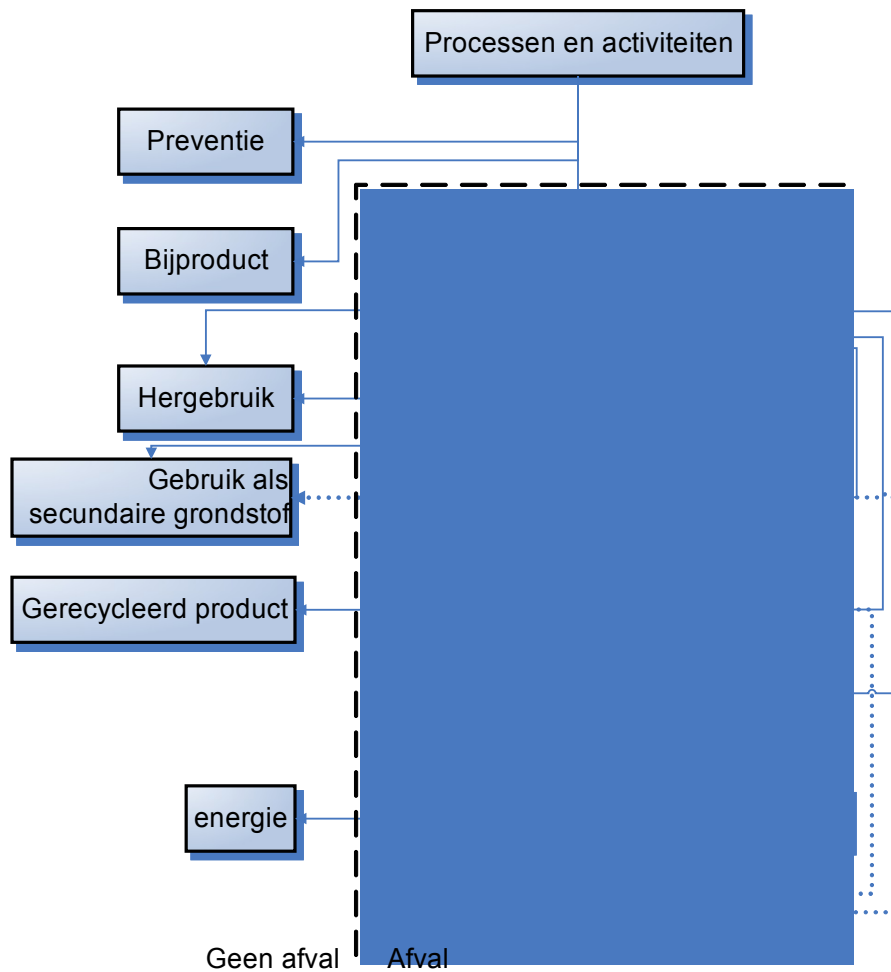 Processen en activiteiten
Preventie
Bijproduct
Hergebruik
Gebruik als
secundaire grondstof
Gerecycleerd product
energie
Geen afval
Afval